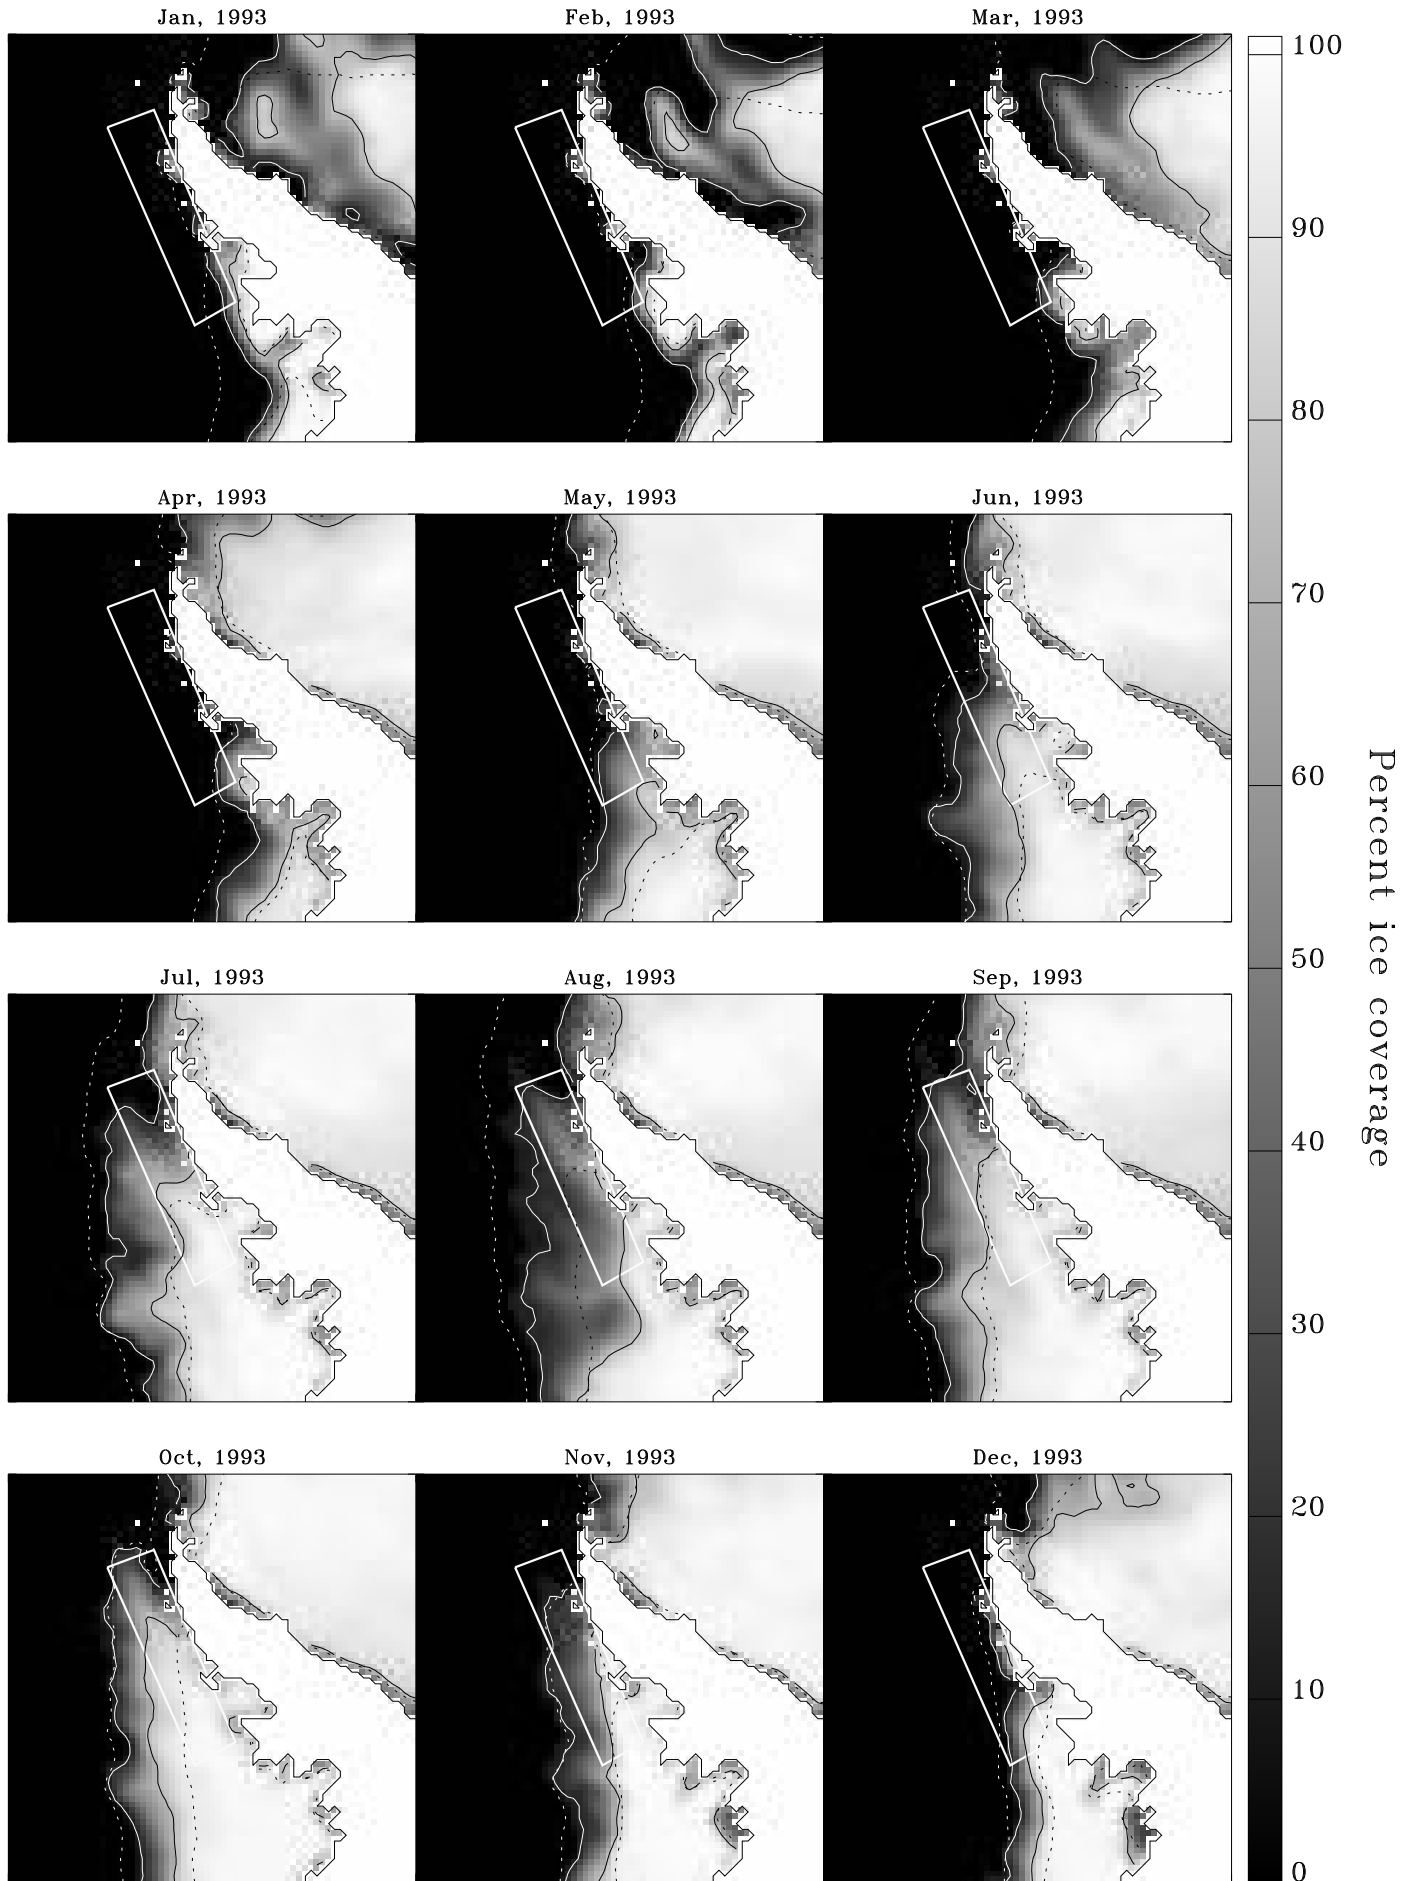 Jan, 1993
Feb, 1993
Mar, 1993
Apr, 1993
May, 1993
Jun, 1993
Jul, 1993
Aug, 1993
Sep, 1993
Oct, 1993
Nov, 1993
Dec, 1993
100
90
80
70
60
50
40
30
20
10
0
Percent ice coverage